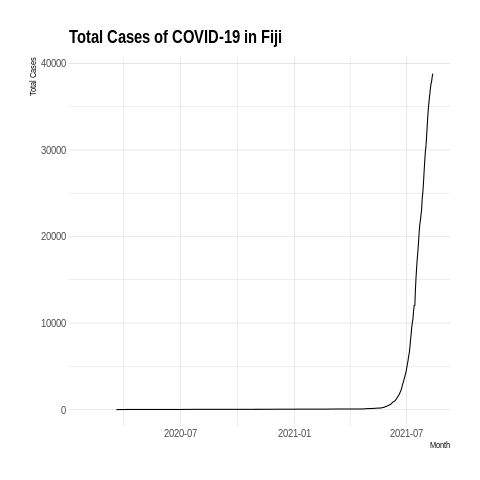 Total Cases of COVID-19 in Fiji
Total Cases
40000
30000
20000
10000
0
2020-07 2021-01 2021-07
Month